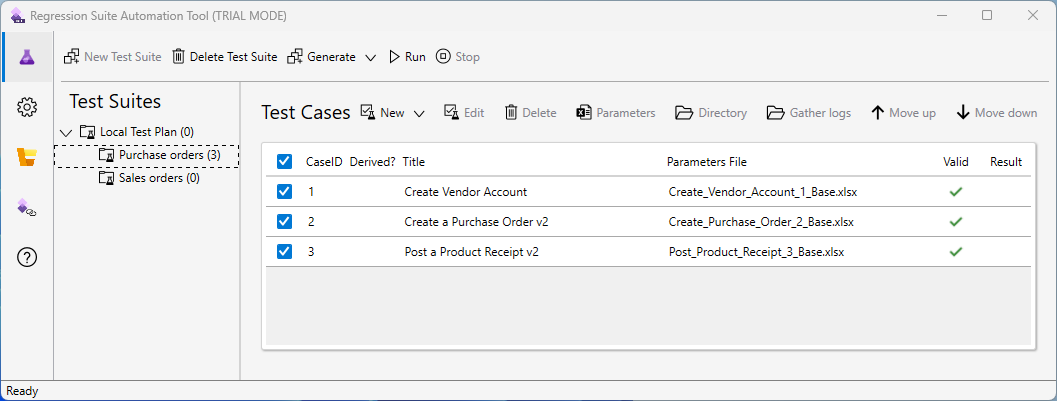 Regression Suite Automation Tool (TRIAL MODE)
New Test Suite Delete Test Suite Generate Run Stop
Test Suites
Local Test Plan (0)
Purchase orders (3)
Sales orders (0)
Test Cases New Edit Delete Parameters Directory Gather logs Move up Move down
CaseID Derived? Title Parameters File Valid Result
1 Create Vendor Account Create_Vendor_Account_1_Base.xlsx
2 Create a Purchase Order v2 Create_Purchase_Order_2_Base.xlsx
3 Post a Product Receipt v2 Post_Product_Receipt_3_Base.xlsx
Ready